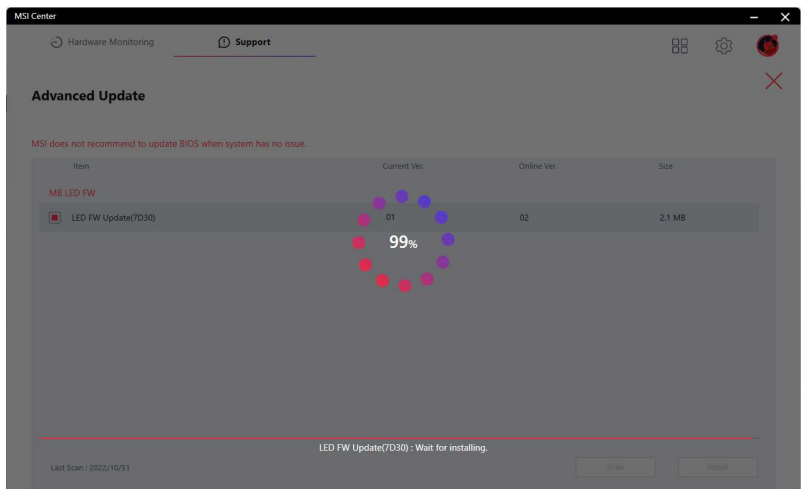 MSI Center
Hardware Monitoring
Support
Advanced Update
MSI does not recommend to update BIOS when system has no issue.
Item Current Ver. Online Ver. Size
MB LED FW
LED FW Update(7D30) 01 02 2.1 MB
99%
LED FW Update(7D30) : Wait for installing.
Last Scan : 2022/10/31
Scan
Install